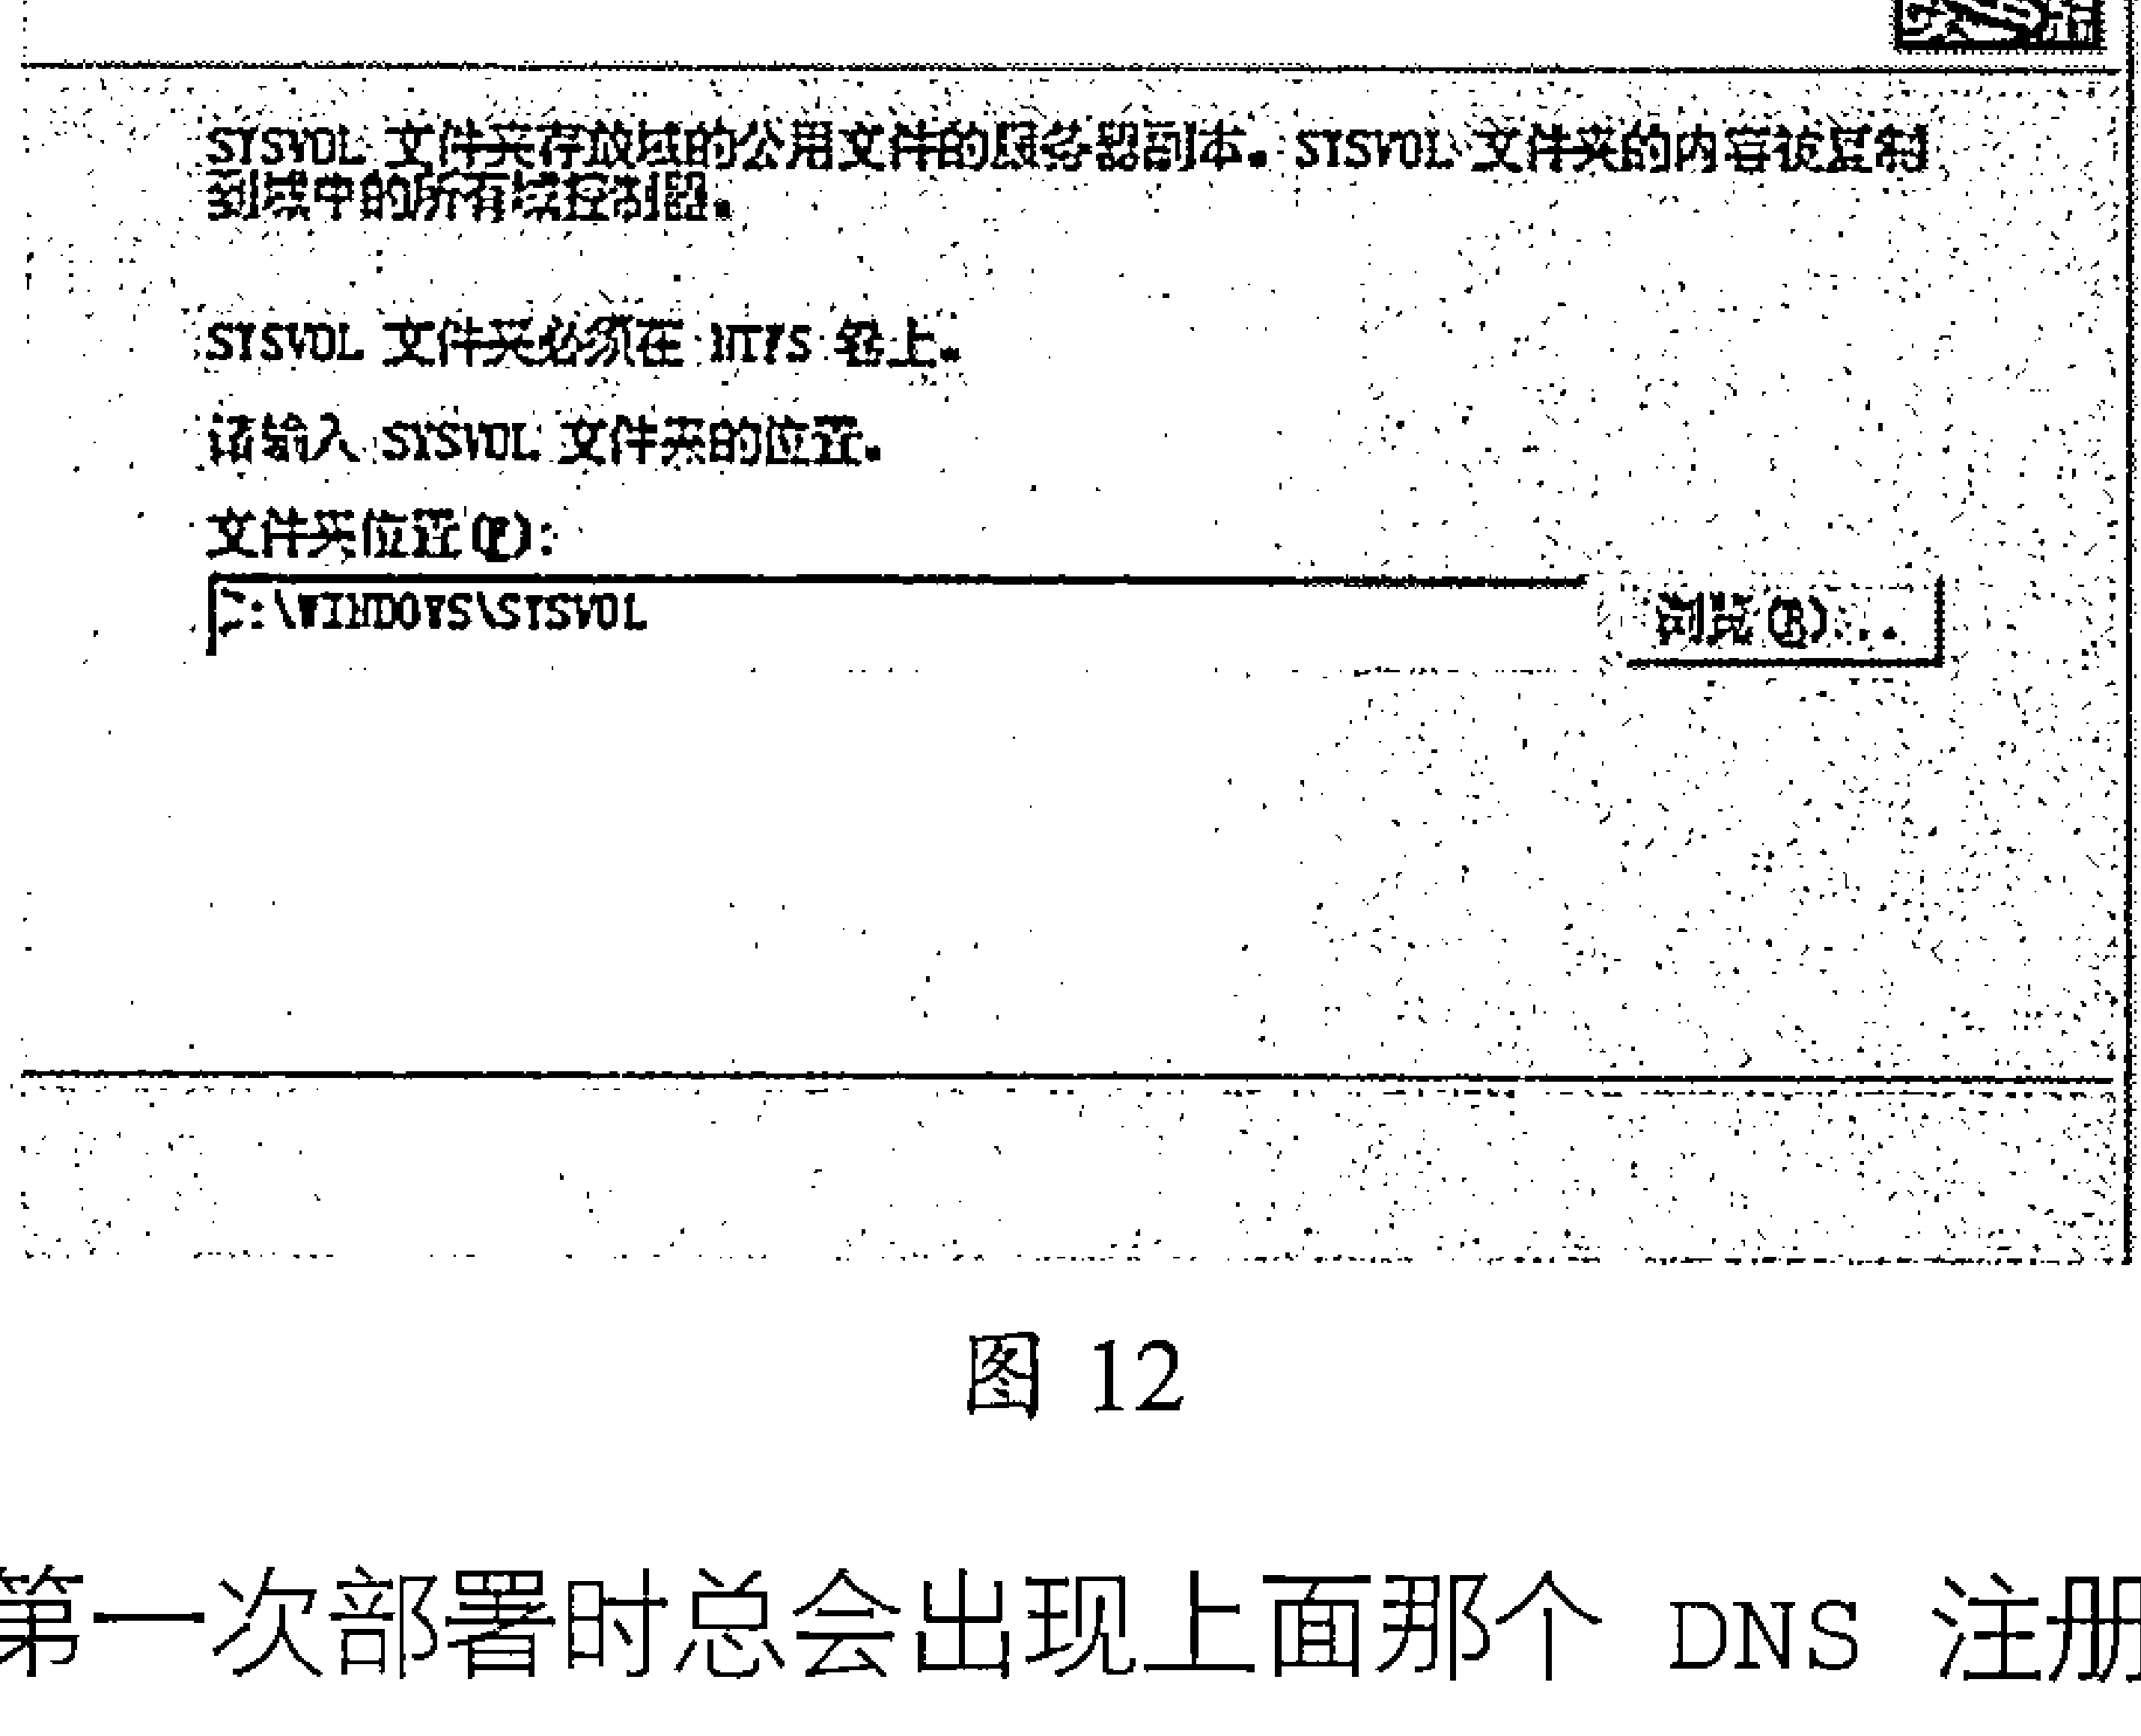 SYSVOL 文件夹存放域的公用文件的服务器副本。SYSVOL 文件夹的内容被复制
到域中的所有域控制器。
SYSVOL 文件夹必须在 NTFS 卷上。
请输入 SYSVOL 文件夹的位置。
文件夹位置(F):
:\WINDOWS\SYSVOL
浏览(R)...
图 12
第一次部署时总会出现上面那个 DNS 注册